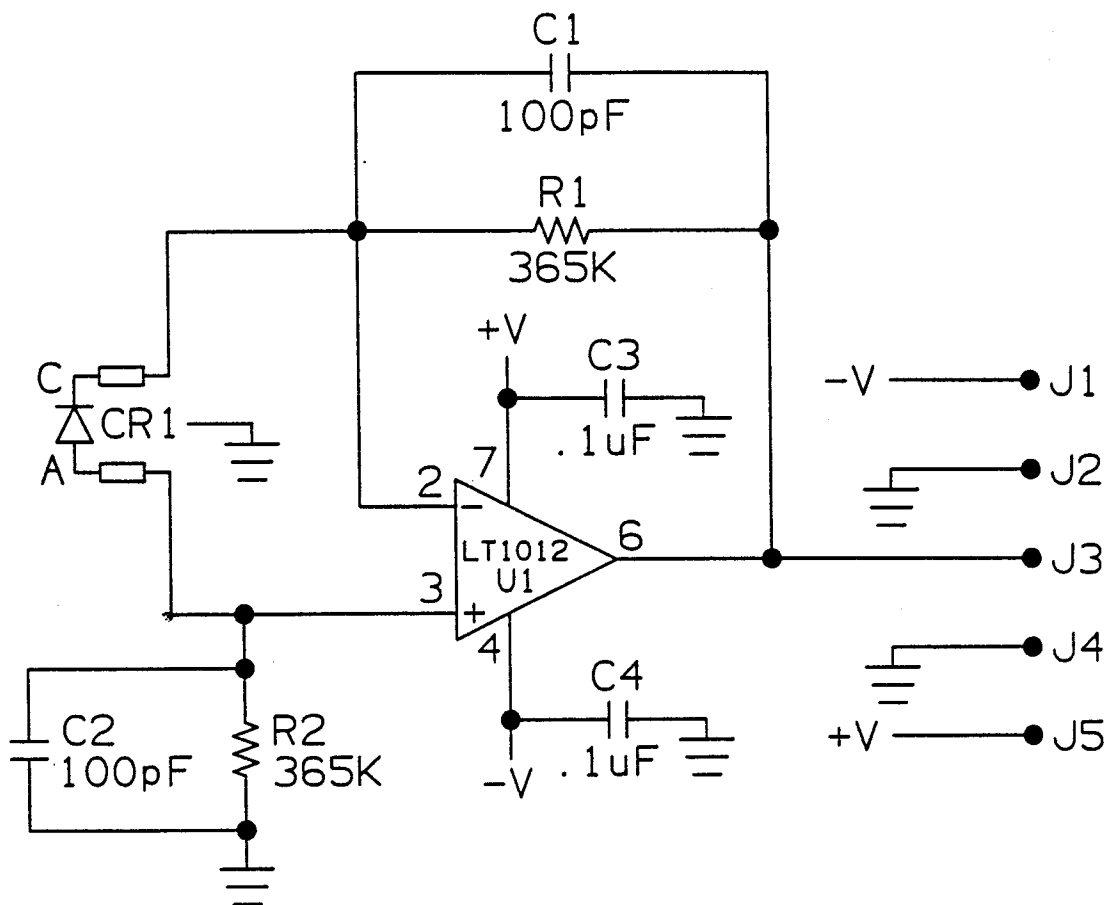 C1
100pF
R1
365K
+V
C3
.1uF
-V
J1
C
CR1
A
J2
2
7
-
LT1012
U1
6
J3
3
+
4
J4
C4
.1uF
-V
+V
J5
C2
100pF
R2
365K